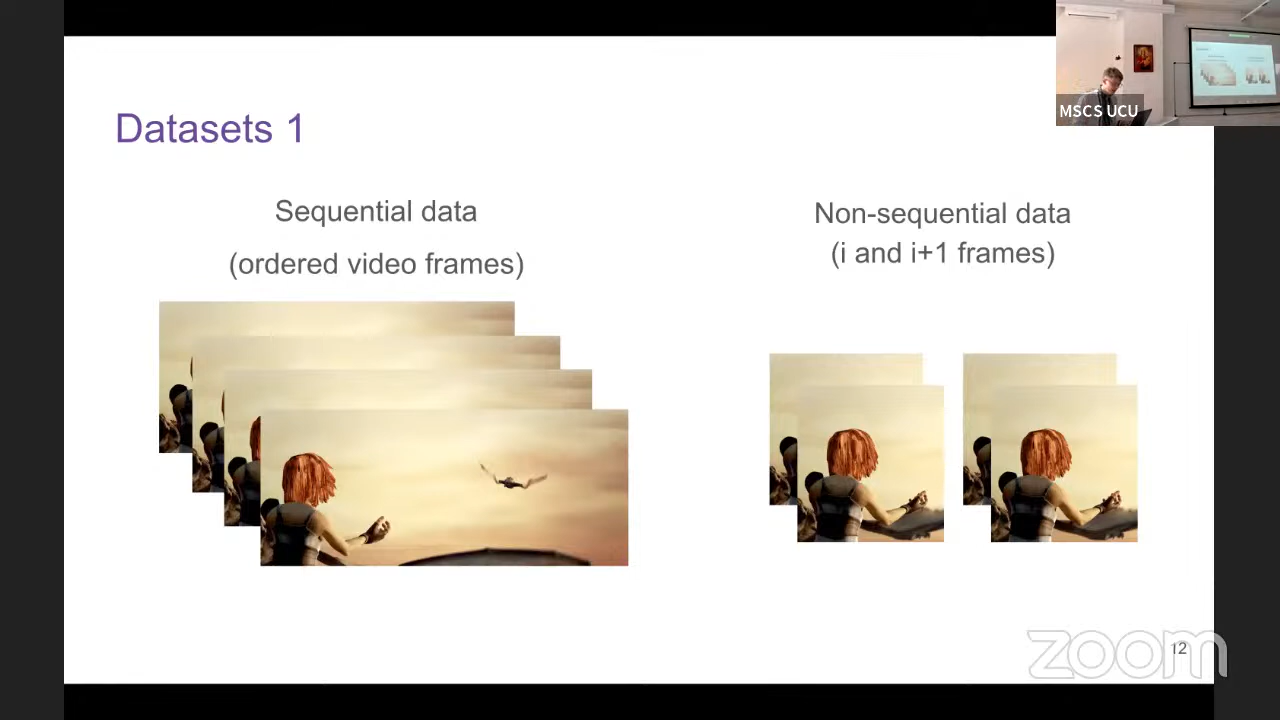 MSCS UCU
Datasets 1
Sequential data
(ordered video frames)
Non-sequential data
(i and i+1 frames)
zoom
12